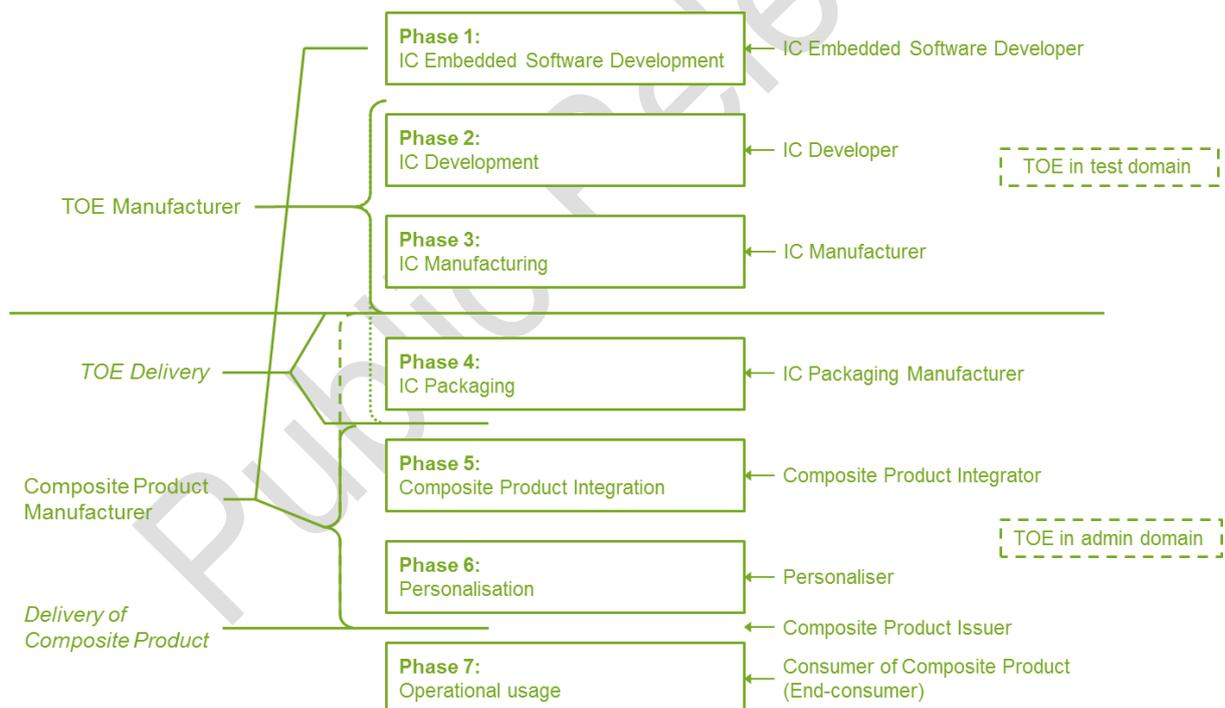 Phase 1:
IC Embedded Software Development
IC Embedded Software Developer
Phase 2:
IC Development
IC Developer
TOE in test domain
TOE Manufacturer
Phase 3:
IC Manufacturing
IC Manufacturer
TOE Delivery
Phase 4:
IC Packaging
IC Packaging Manufacturer
Phase 5:
Composite Product Integration
Composite Product Integrator
Composite Product
Manufacturer
TOE in admin domain
Phase 6:
Personalisation
Personaliser
Delivery of
Composite Product
Composite Product Issuer
Phase 7:
Operational usage
Consumer of Composite Product
(End-consumer)
Public